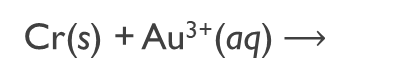 Cr(s) + Au³⁺(aq) ⟶